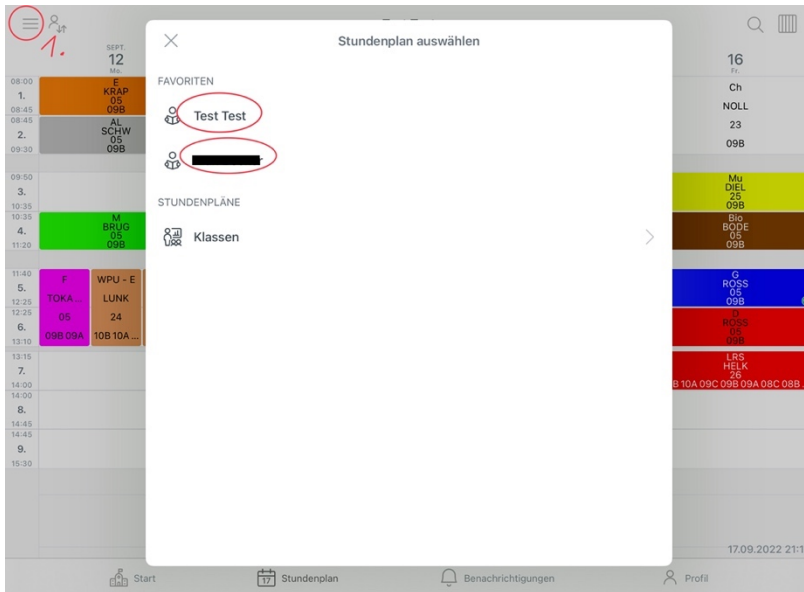 1.
Stundenplan auswählen
FAVORITEN
Test Test
STUNDENPLÄNE
Klassen
SEPT.
12
Mo.
16
Fr.
08:00
1.
08:45
E
KRAP
05
09B
Ch
NOLL
23
09B
08:45
2.
09:30
AL
SCHW
05
09B
09:50
3.
10:35
Mu
DIEL
25
09B
10:35
4.
11:20
M
BRUG
05
09B
Bio
BODE
05
09B
11:40
5.
12:25
F
TOKA...
05
09B 09A
WPU - E
LUNK
24
10B 10A ...
G
ROSS
05
09B
12:25
6.
13:10
D
ROSS
05
09B
13:15
7.
14:00
LRS
HELK
26
B 10A 09C 09B 09A 08C 08B
14:00
8.
14:45
14:45
9.
15:30
17.09.2022 21:1
Start
17
Stundenplan
Benachrichtigungen
Profil